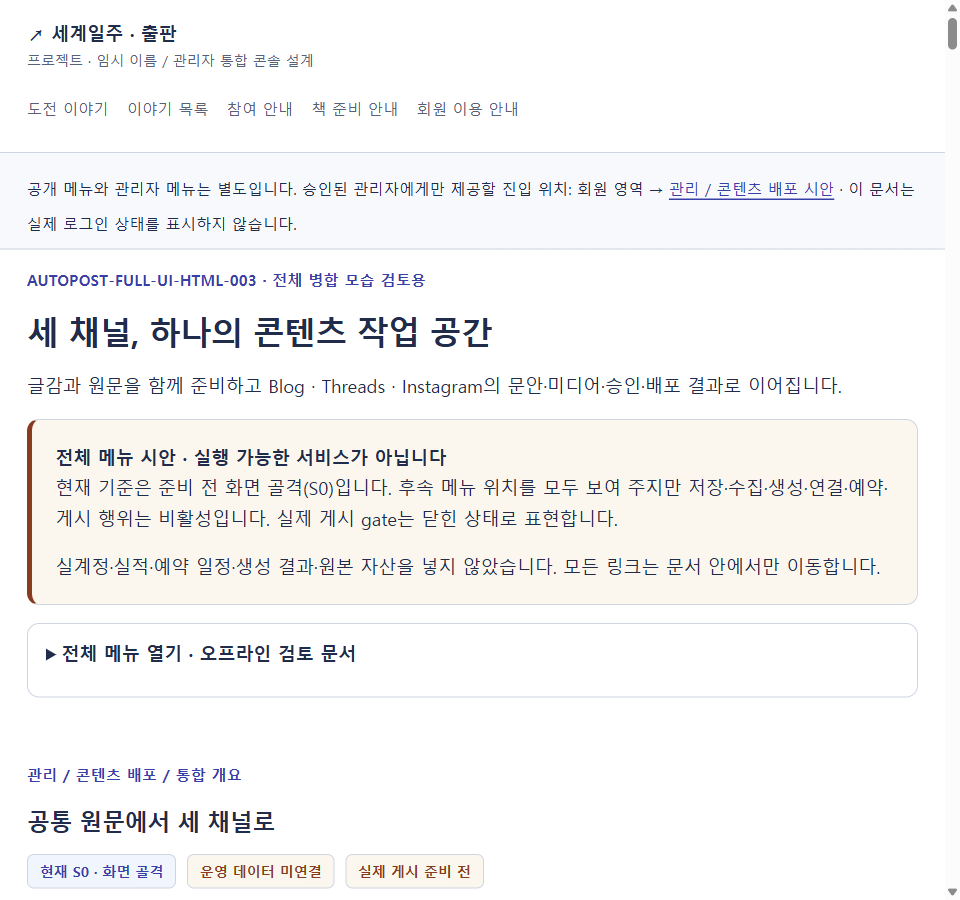 ↗ 세계일주 · 출판
프로젝트 · 임시 이름 / 관리자 통합 콘솔 설계
도전 이야기 이야기 목록 참여 안내 책 준비 안내 회원 이용 안내
공개 메뉴와 관리자 메뉴는 별도입니다. 승인된 관리자에게만 제공할 진입 위치: 회원 영역 → 관리 / 콘텐츠 배포 시안 · 이 문서는
실제 로그인 상태를 표시하지 않습니다.
AUTOPOST-FULL-UI-HTML-003 · 전체 병합 모습 검토용
세 채널, 하나의 콘텐츠 작업 공간
글감과 원문을 함께 준비하고 Blog · Threads · Instagram의 문안·미디어·승인·배포 결과로 이어집니다.
전체 메뉴 시안 · 실행 가능한 서비스가 아닙니다
현재 기준은 준비 전 화면 골격(S0)입니다. 후속 메뉴 위치를 모두 보여 주지만 저장·수집·생성·연결·예약·
게시 행위는 비활성입니다. 실제 게시 gate는 닫힌 상태로 표현합니다.
실계정·실적·예약 일정·생성 결과·원본 자산을 넣지 않았습니다. 모든 링크는 문서 안에서만 이동합니다.
▶ 전체 메뉴 열기 · 오프라인 검토 문서
관리 / 콘텐츠 배포 / 통합 개요
공통 원문에서 세 채널로
현재 S0 · 화면 골격 운영 데이터 미연결 실제 게시 준비 전